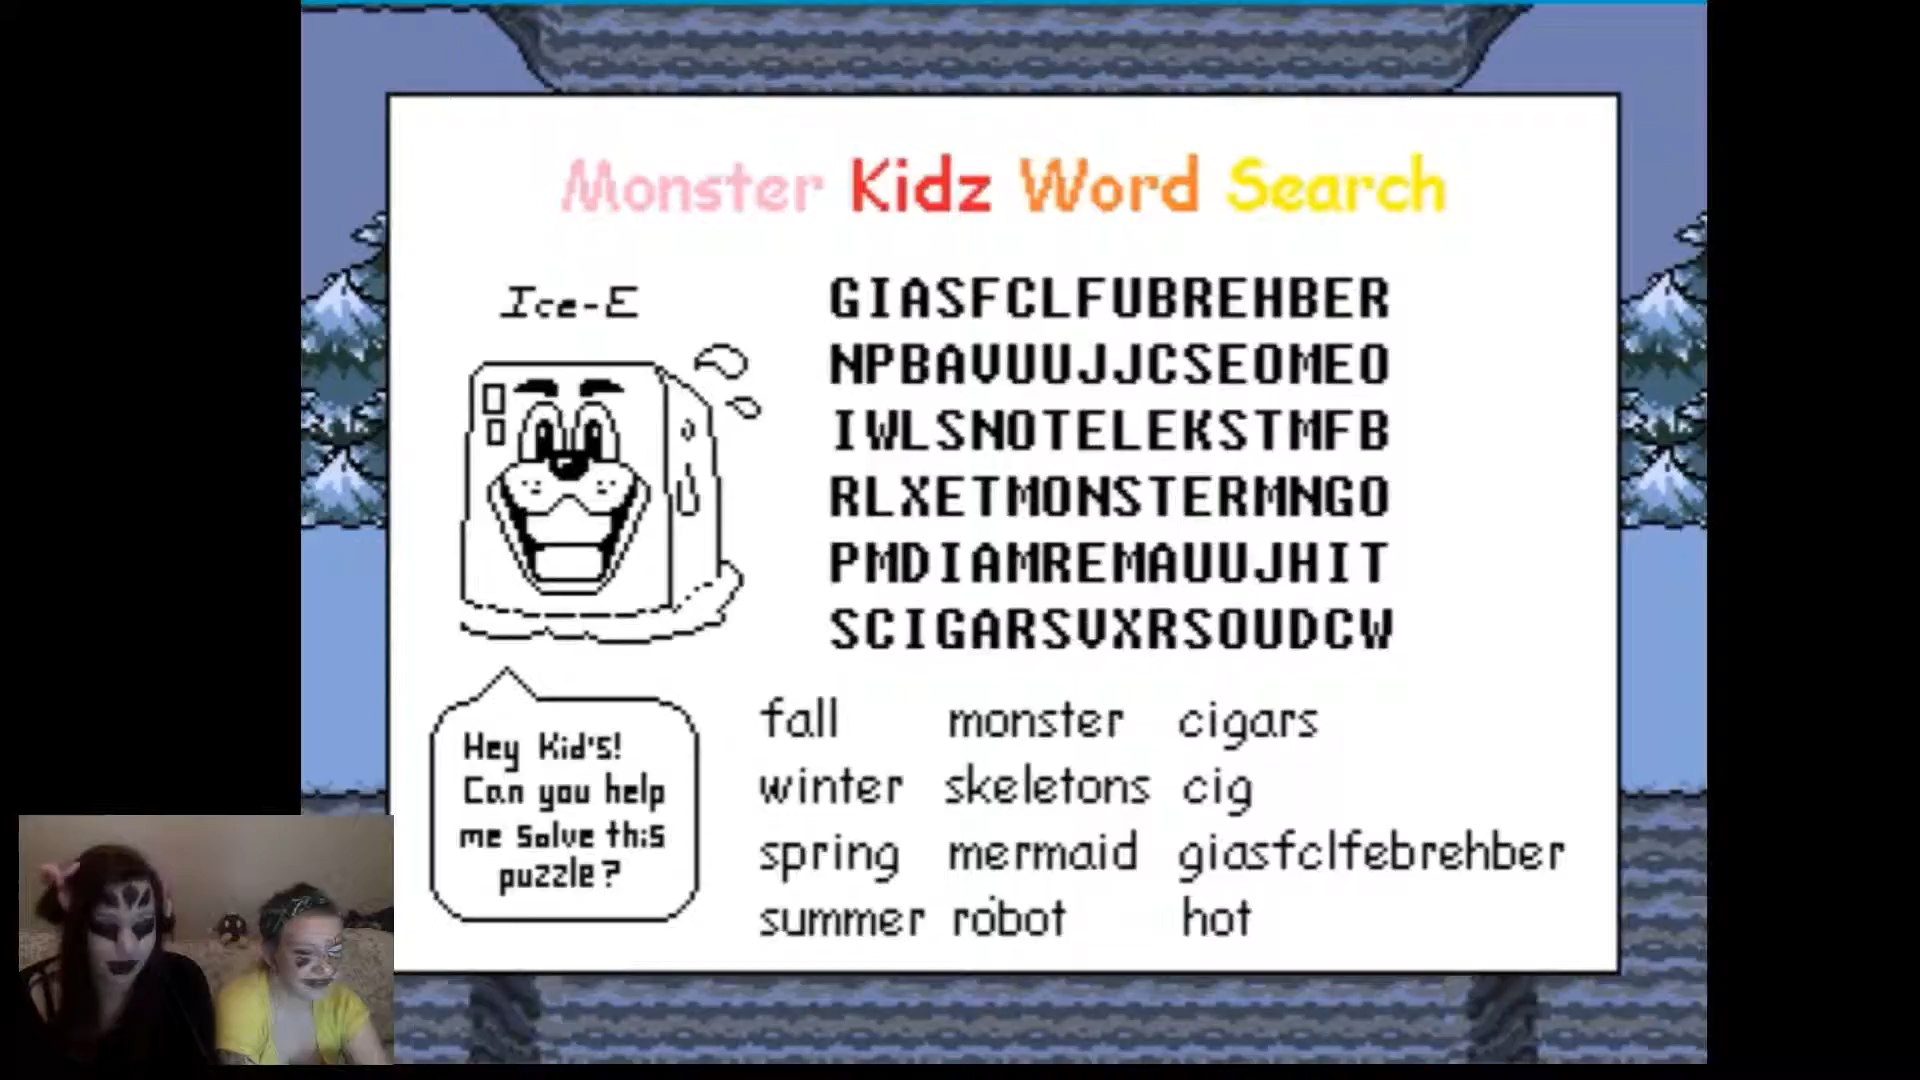 Monster Kidz Word Search
Ice-E
GIASFCLFUBREHBER
NPBAVUUJJCSEOMEO
IWLSNOTELEKSTMFB
RLXETMONSTERMNGO
PMDIAMREMAUUJHIT
SCIGARSVXRSOUDCW
Hey Kid's!
Can you help
me solve this
puzzle?
fall monster cigars
winter skeletons cig
spring mermaid giasfclfebrehber
summer robot hot